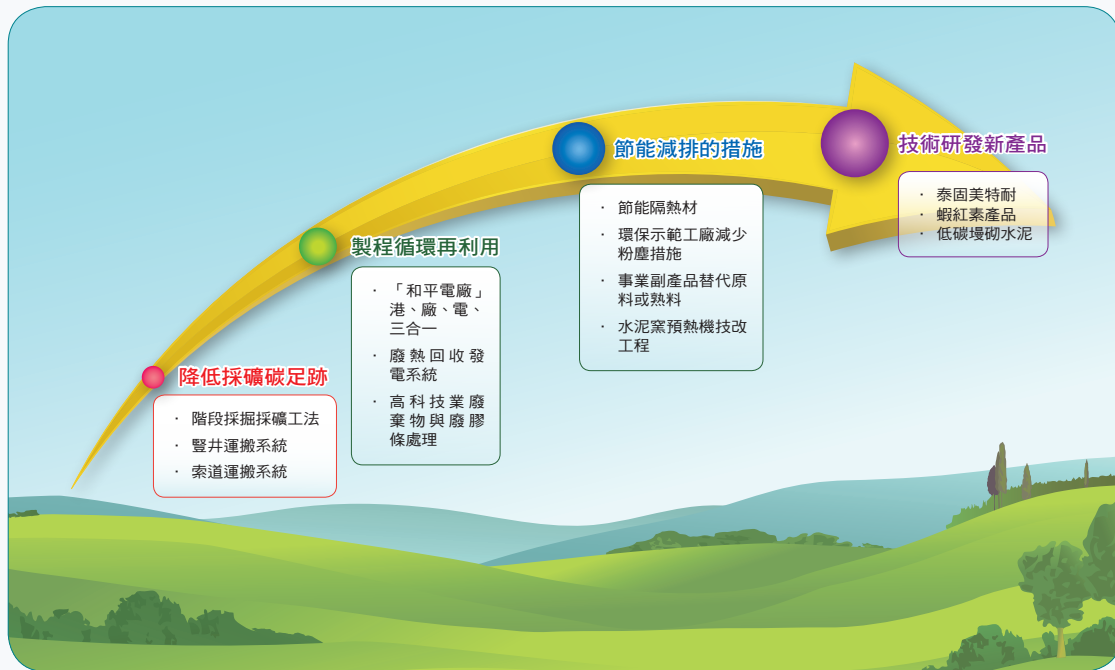 降低採礦碳足跡
· 階段採掘採礦工法
· 豎井運搬系統
· 索道運搬系統
製程循環再利用
· 「和平電廠」
港、廠、電、
三合一
· 廢熱回收發
電系統
· 高科技業廢
棄物與廢膠
條處理
節能減排的措施
· 節能隔熱材
· 環保示範工廠減少
粉塵措施
· 事業副產品替代原
料或熟料
· 水泥窯預熱機技改
工程
技術研發新產品
· 泰固美特耐
· 蝦紅素產品
· 低碳墁砌水泥